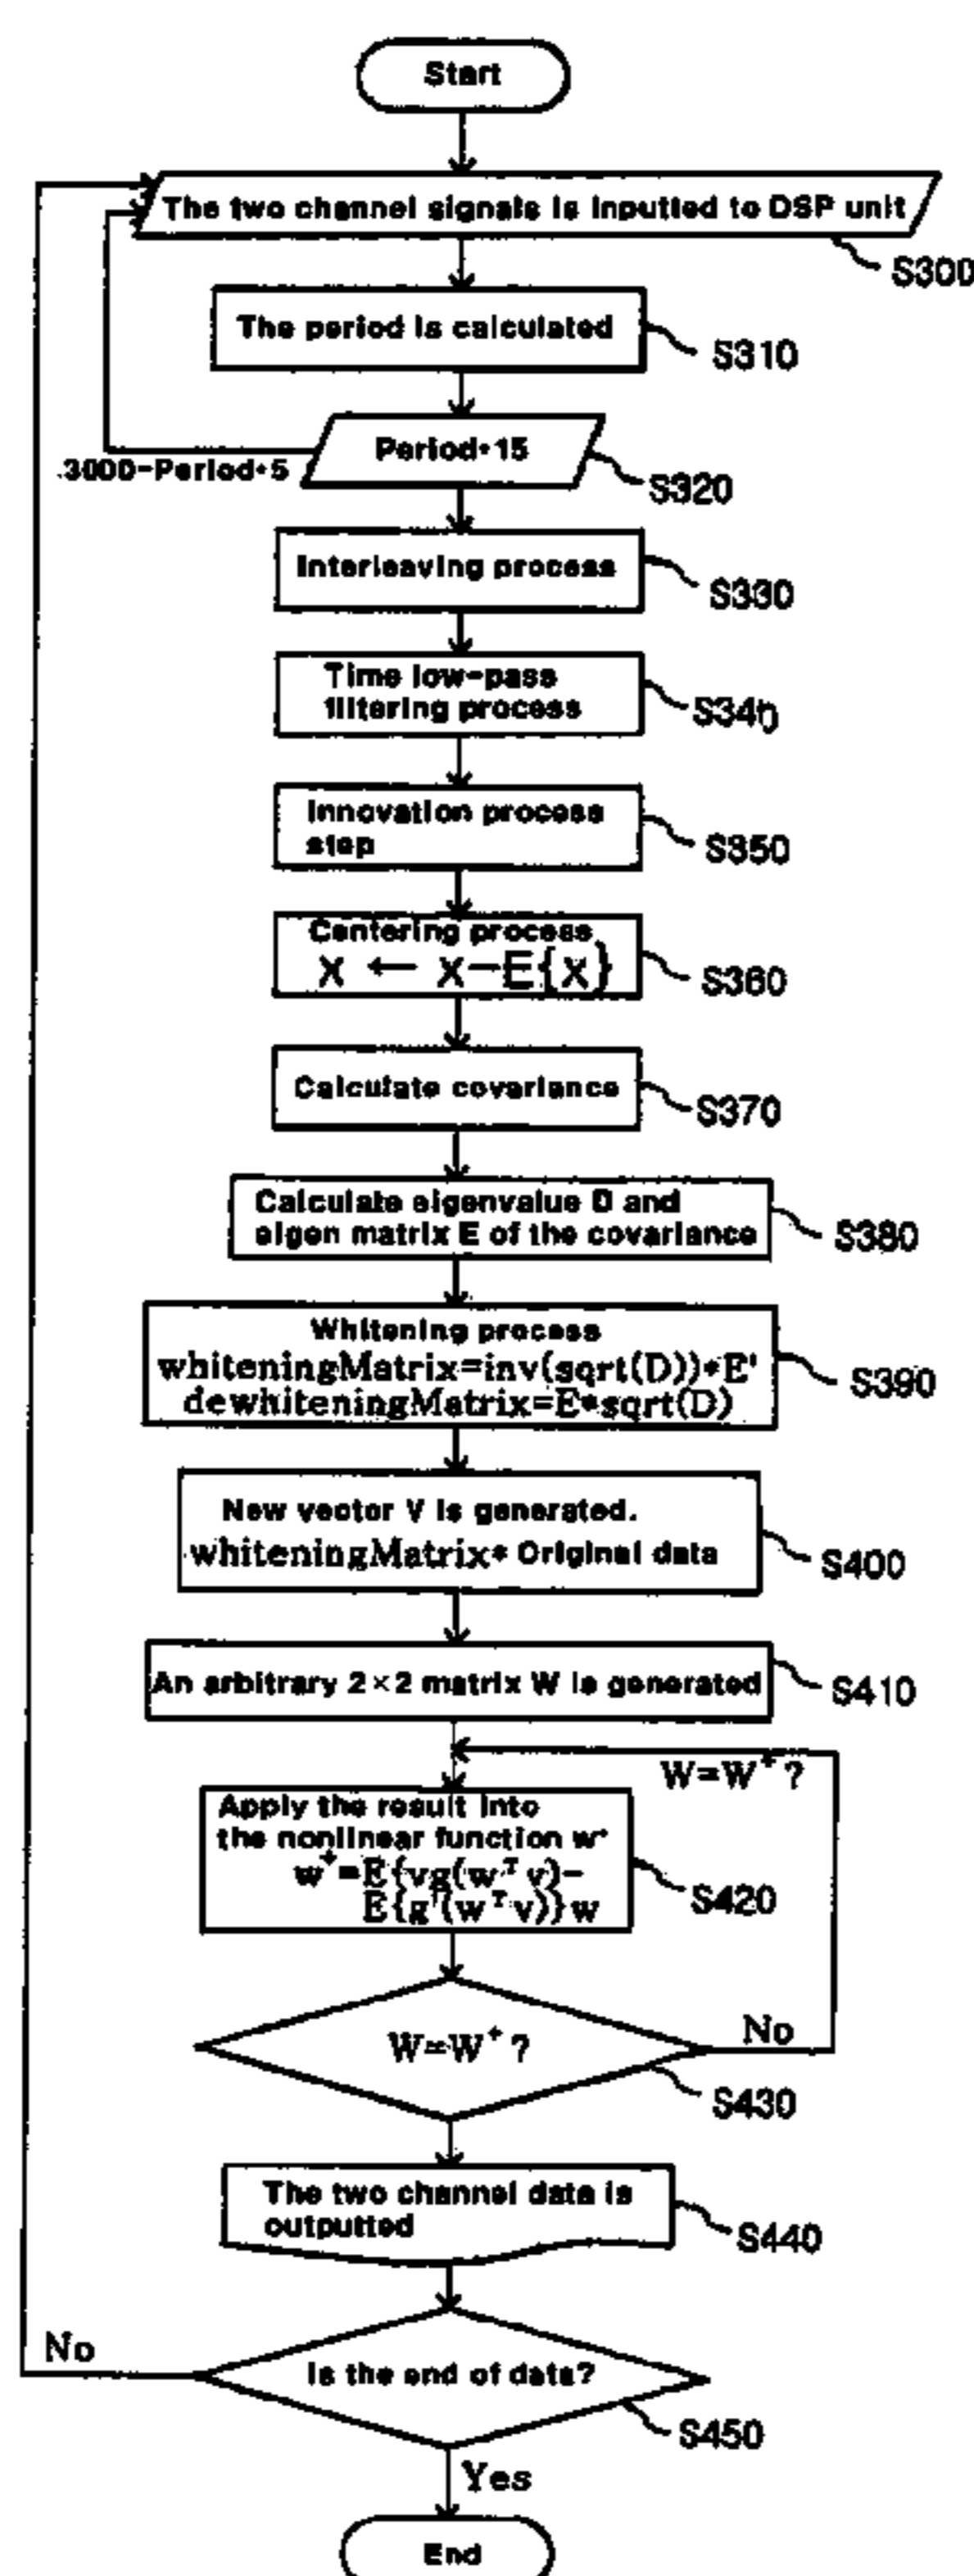 Start
The two channel signals is inputted to DSP unit
S300
The period is calculated
S310
Period*15
3000-Period*5
S320
Interleaving process
S330
Time low-pass
filtering process
S340
Innovation process
step
S350
Centering process
X ← X-E{X}
S360
Calculate covariance
S370
Calculate eigenvalue D and
eigen matrix E of the covariance
S380
Whitening process
whiteningMatrix=inv(sqrt(D))*E'
dewhiteningMatrix=E*sqrt(D)
S390
New vector V is generated.
whiteningMatrix* Original data
S400
An arbitrary 2×2 matrix W is generated
S410
W=W⁺?
Apply the result into
the nonlinear function w⁺
w⁺=E{vg(wᵀv)-
E{g'(wᵀv)}w
S420
W=W⁺?
No
S430
The two channel data is
outputted
S440
No
Is the end of data?
S450
Yes
End